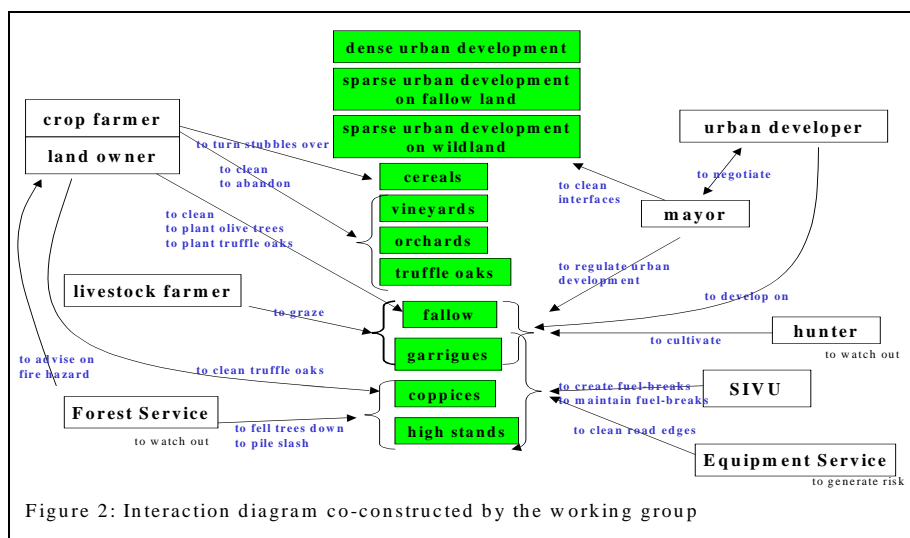 dense urban development
sparse urban development
on fallow land
sparse urban development
on wildland
crop farmer
land owner
urban developer
to turn stubbles over
to clean
to abandon
cereals
to clean
interfaces
to negotiate
mayor
vineyards
to clean
to plant olive trees
to plant truffle oaks
orchards
truffle oaks
to regulate urban
development
livestock farmer
to graze
fallow
to develop on
hunter
to cultivate
to watch out
garrigues
to advise on
fire hazard
to clean truffle oaks
coppices
to create fuel-breaks
to maintain fuel-breaks
SIVU
Forest Service
to watch out
to fell trees down
to pile slash
high stands
to clean road edges
Equipment Service
to generate risk
Figure 2: Interaction diagram co-constructed by the working group